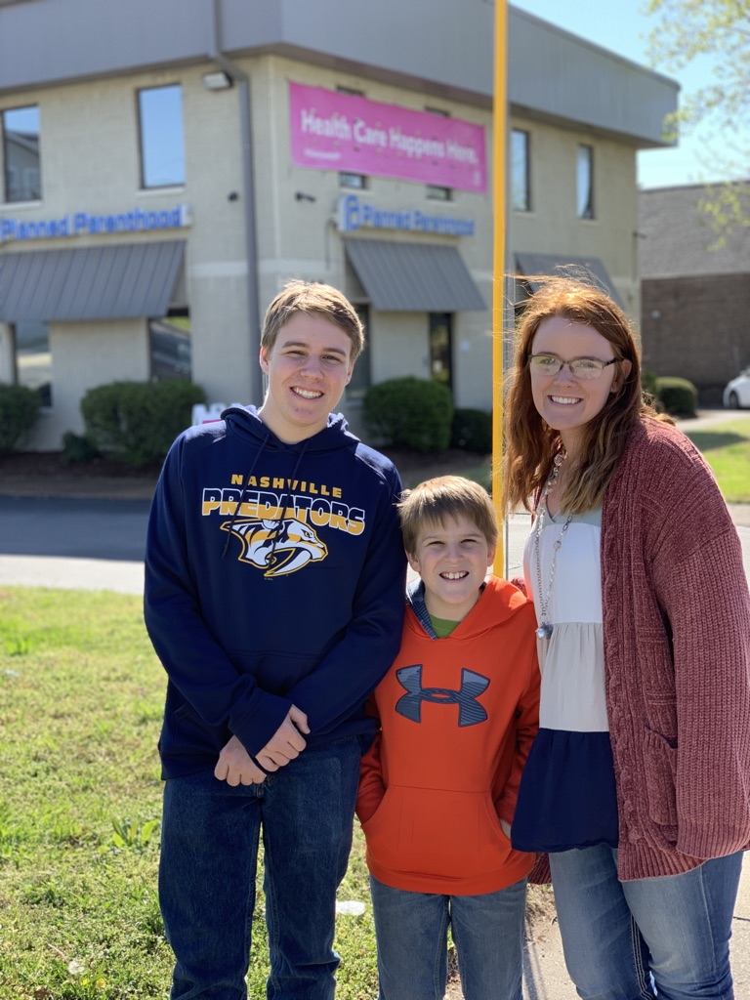 Health Care Happens Here.
Planned Parenthood
Planned Parenthood
NASHVILLE
PREDATORS